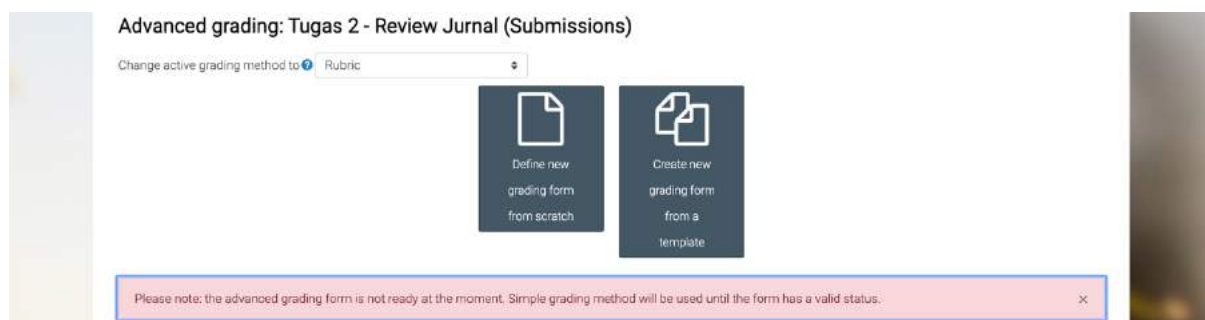 Advanced grading: Tugas 2 - Review Jurnal (Submissions)
Change active grading method to Rubric
Define new
grading form
from scratch
Create new
grading form
from a
template
Please note: the advanced grading form is not ready at the moment. Simple grading method will be used until the form has a valid status. ×